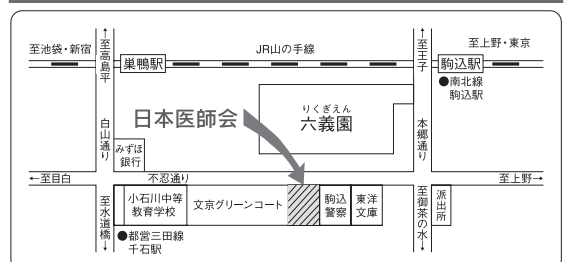 至池袋・新宿
←至高島平
巣鴨駅
JR山の手線
←至王子
至上野・東京
駒込駅
●南北線
駒込駅
日本医師会
りくぎえん
六義園
白山通り
みずほ
銀行
本郷通り
←至目白
不忍通り
至上野→
至水道橋→
小石川中等
教育学校
文京グリーンコート
駒込
警察
東洋
文庫
至御茶の水→
派出所
●都営三田線
千石駅